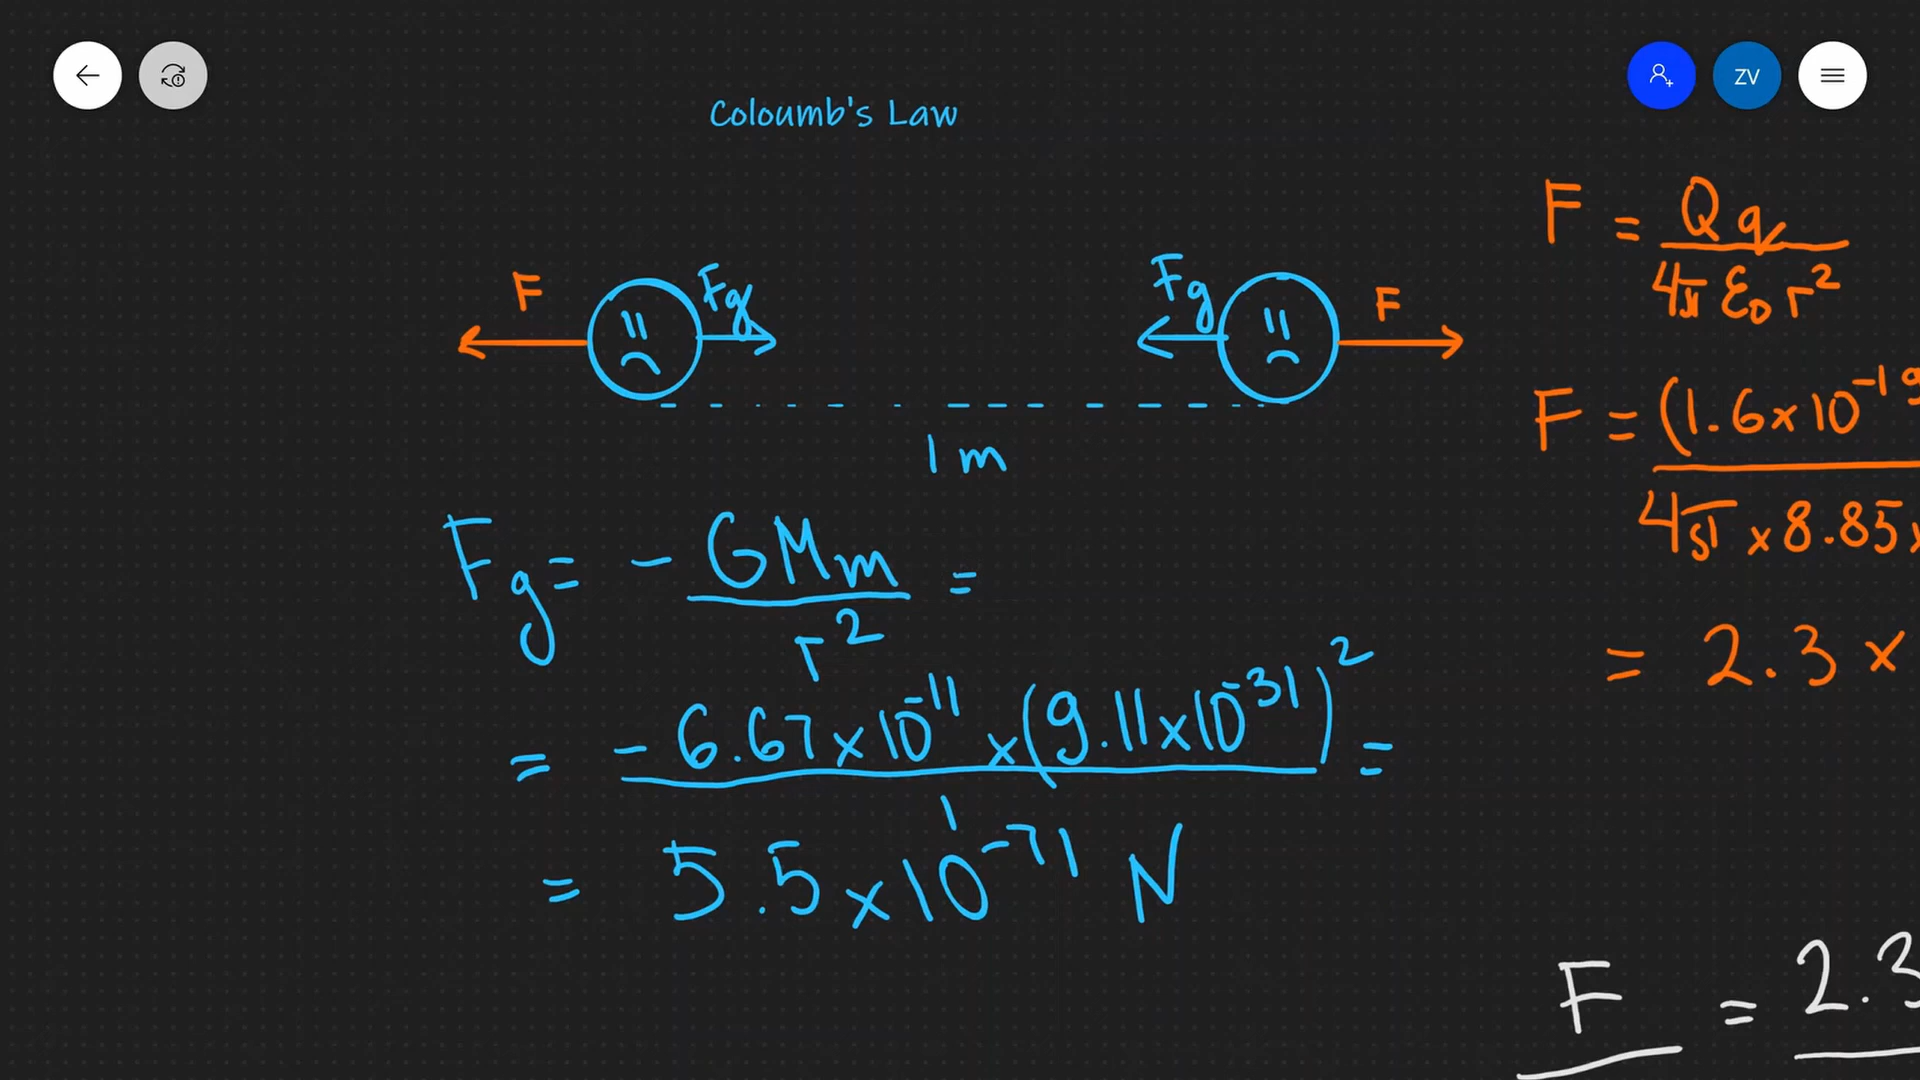 ZV
Coloumb's Law
F Fg Fg F
1 m
Fg = - GMm / r² =
= - 6.67 x 10⁻¹¹ x (9.11 x 10⁻³¹)² / 1 =
= 5.5 x 10⁻⁷¹ N
F = Qq / 4π ε₀ r²
F = (1.6 x 10⁻¹⁹ / 4π x 8.85 x
= 2.3 x
F = 2.3